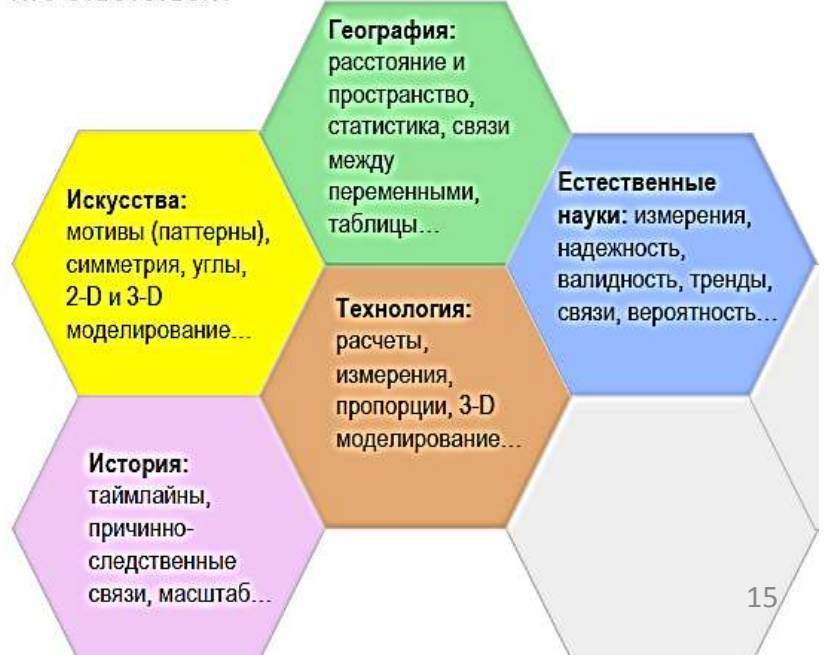 География:
расстояние и
пространство,
статистика, связи
между
переменными,
таблицы...
Искусства:
мотивы (паттерны),
симметрия, углы,
2-D и 3-D
моделирование...
Естественные
науки: измерения,
надежность,
валидность, тренды,
связи, вероятность...
Технология:
расчеты,
измерения,
пропорции, 3-D
моделирование...
История:
таймлайны,
причинно-
следственные
связи, масштаб...
15